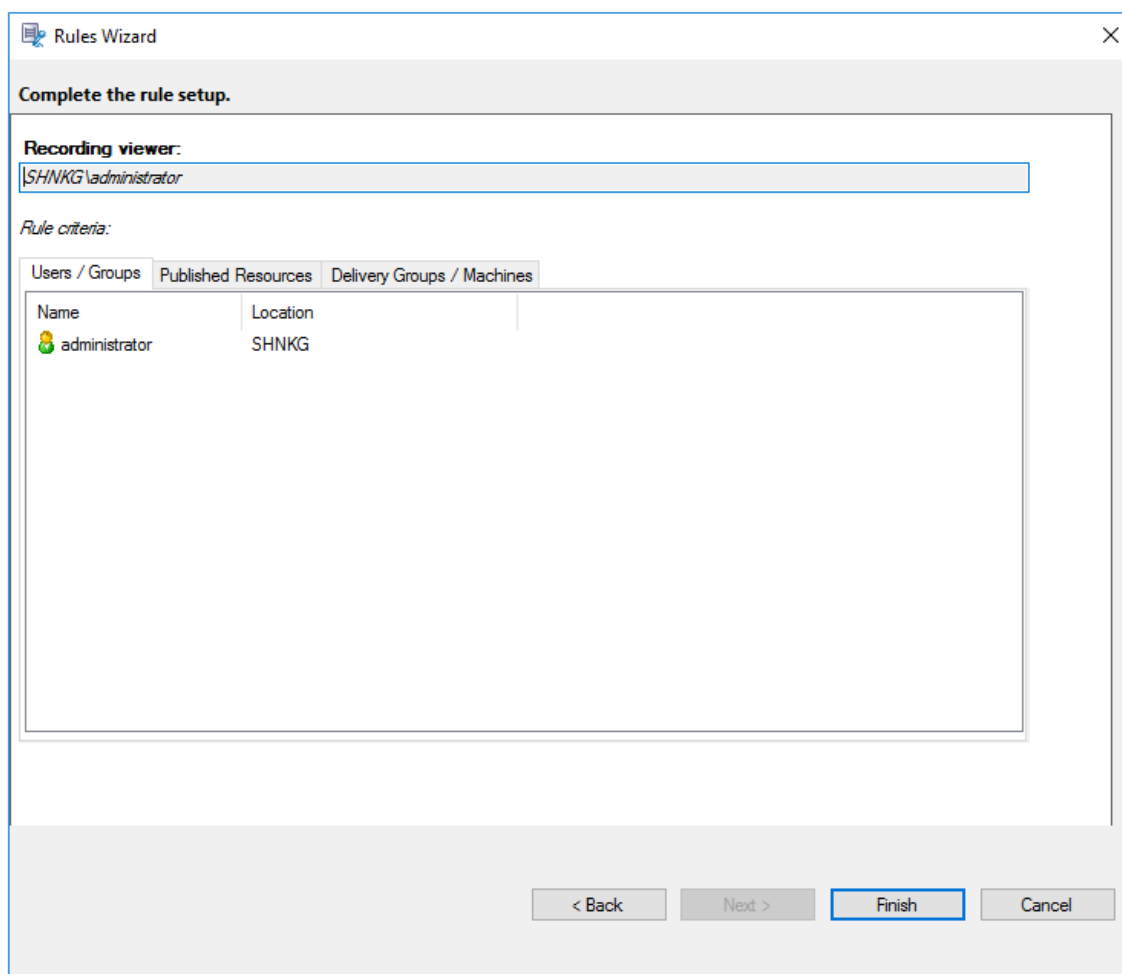 Rules Wizard
Complete the rule setup.
Recording viewer:
SHNKG\administrator
Rule criteria:
Users / Groups Published Resources Delivery Groups / Machines
Name Location
administrator SHNKG
< Back Next > Finish Cancel